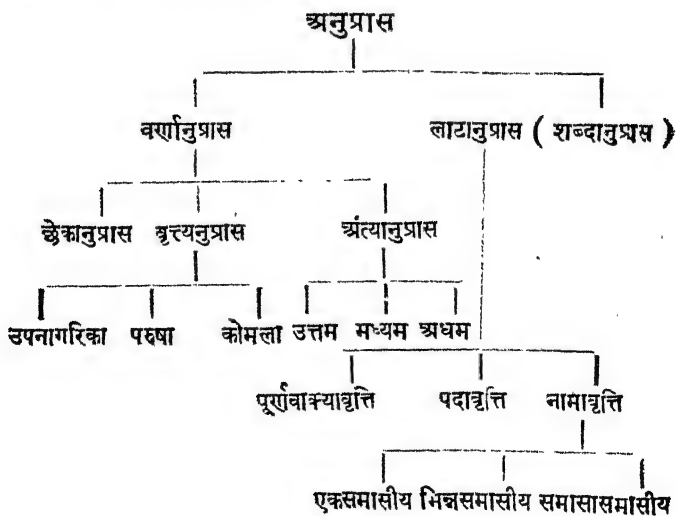 अनुप्रास
वर्णानुप्रास लाटानुप्रास ( शब्दानुप्रास )
छेकानुप्रास वृत्त्यनुप्रास अंत्यानुप्रास
उपनागरिका परुषा कोमला उत्तम मध्यम अधम
पूर्णवाक्यावृत्ति पदावृत्ति नामावृत्ति
एकसमासीय भिन्नसमासीय समासासमासीय